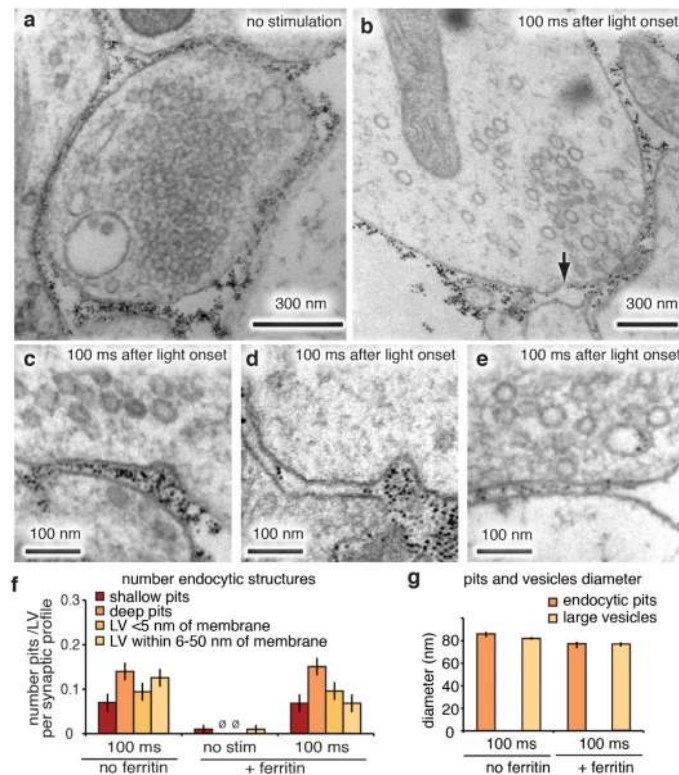 a no stimulation
300 nm
b 100 ms after light onset
300 nm
c 100 ms after light onset
100 nm
d 100 ms after light onset
100 nm
e 100 ms after light onset
100 nm
f number endocytic structures
shallow pits
deep pits
LV <5 nm of membrane
LV within 6-50 nm of membrane
number pits /LV
per synaptic profile
0.3
0.2
0.1
0
ø ø
100 ms no stim 100 ms
no ferritin + ferritin
g pits and vesicles diameter
endocytic pits
large vesicles
diameter (nm)
80
60
40
20
0
100 ms 100 ms
no ferritin + ferritin